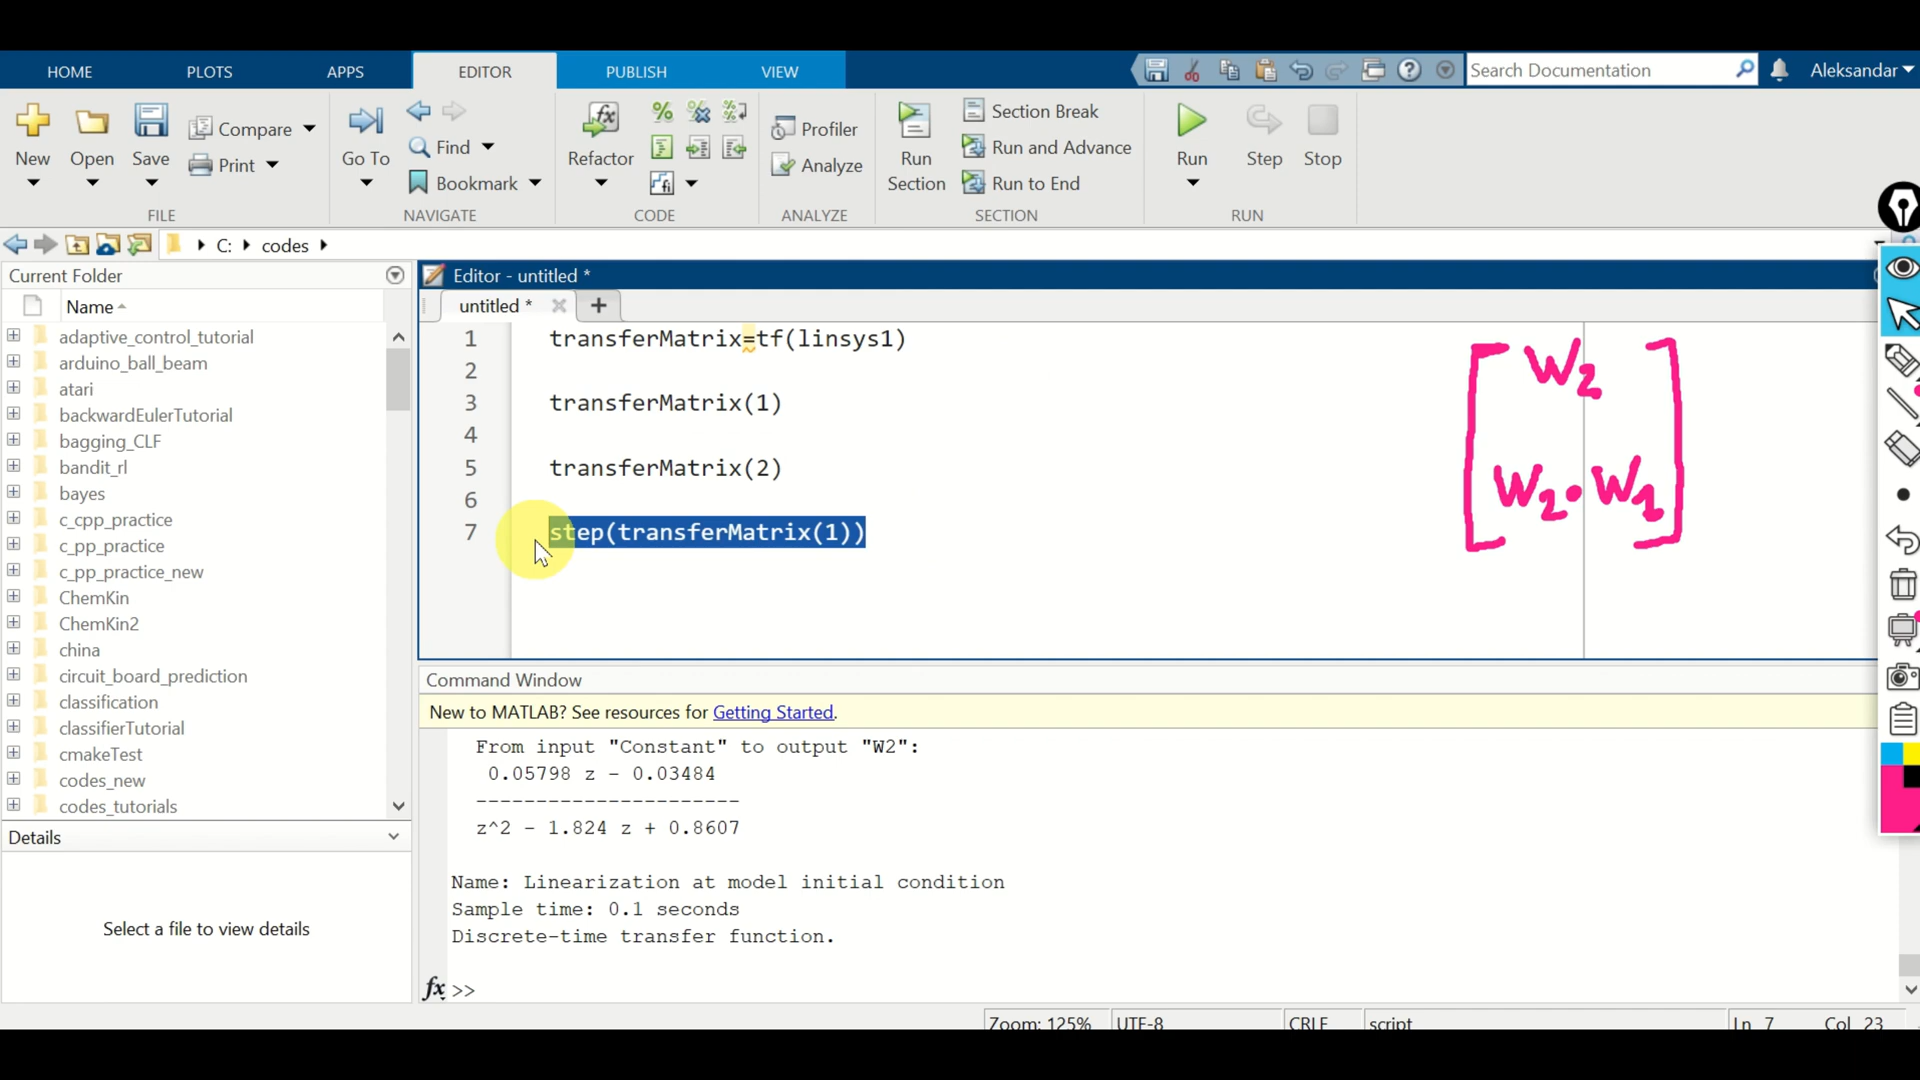 HOME PLOTS APPS EDITOR PUBLISH VIEW Search Documentation Aleksandar
New Open Save Compare Print Go To Find Bookmark Refactor Profiler Analyze Run Section Section Break Run and Advance Run to End Run Step Stop
FILE NAVIGATE CODE ANALYZE SECTION RUN
C: codes
Current Folder
Name
adaptive_control_tutorial
arduino_ball_beam
atari
backwardEulerTutorial
bagging_CLF
bandit_rl
bayes
c_cpp_practice
c_pp_practice
c_pp_practice_new
ChemKin
ChemKin2
china
circuit_board_prediction
classification
classifierTutorial
cmakeTest
codes_new
codes_tutorials
Details
Select a file to view details
Editor - untitled *
untitled *
1 transferMatrix=tf(linsys1)
2
3 transferMatrix(1)
4
5 transferMatrix(2)
6
7 step(transferMatrix(1))
W2
W2 • W1
Command Window
New to MATLAB? See resources for Getting Started.
From input "Constant" to output "W2":
0.05798 z - 0.03484
----------------------
z^2 - 1.824 z + 0.8607
Name: Linearization at model initial condition
Sample time: 0.1 seconds
Discrete-time transfer function.
fx >>
Zoom: 125% UTF-8 CRLF script Ln 7 Col 23